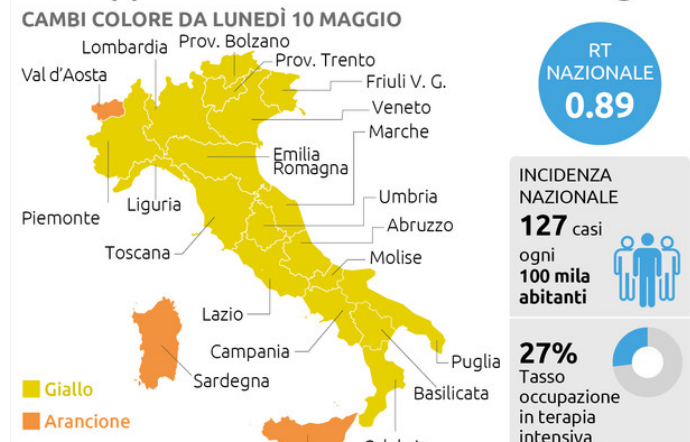 CAMBI COLORE DA LUNEDÌ 10 MAGGIO
Lombardia
Prov. Bolzano
Prov. Trento
Val d'Aosta
Friuli V. G.
Veneto
Marche
Emilia
Romagna
Umbria
Liguria
Piemonte
Abruzzo
Toscana
Molise
Lazio
Campania
Puglia
Sardegna
Basilicata
Giallo
Arancione
RT
NAZIONALE
0.89
INCIDENZA
NAZIONALE
127 casi
ogni
100 mila
abitanti
27%
Tasso
occupazione
in terapia
intensiva